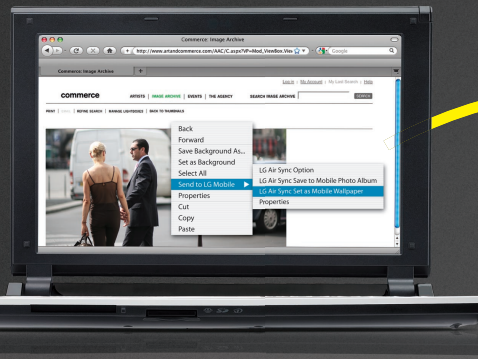 Commerce: Image Archive
http://www.artandcommerce.com/AAC/C.aspx?VP=Mod_ViewBox.View
Google
Commerce: Image Archive
Log In | My Account | My Last Search | Help
commerce
ARTISTS | IMAGE ARCHIVE | EVENTS | THE AGENCY
SEARCH IMAGE ARCHIVE
SEARCH
PRINT | REFINE SEARCH | MANAGE LIGHTBOXES | BACK TO THUMBNAILS
Back
Forward
Save Background As...
Set as Background
Select All
Send to LG Mobile
Properties
Cut
Copy
Paste
LG Air Sync Option
LG Air Sync Save to Mobile Photo Album
LG Air Sync Set as Mobile Wallpaper
Properties